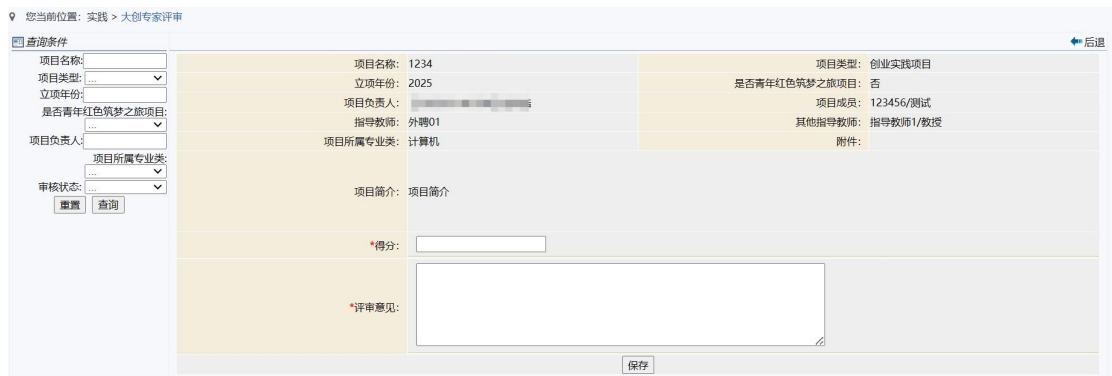 您当前位置: 实践 > 大创专家评审
查询条件
项目名称:
项目类型: ...
立项年份:
是否青年红色筑梦之旅项目:
...
项目负责人:
项目所属专业类:
...
审核状态: ...
重置 查询
后退
项目名称: 1234 项目类型: 创业实践项目
立项年份: 2025 是否青年红色筑梦之旅项目: 否
项目负责人: 项目成员: 123456/测试
指导教师: 外聘01 其他指导教师: 指导教师1/教授
项目所属专业类: 计算机 附件:
项目简介: 项目简介
*得分:
*评审意见:
保存